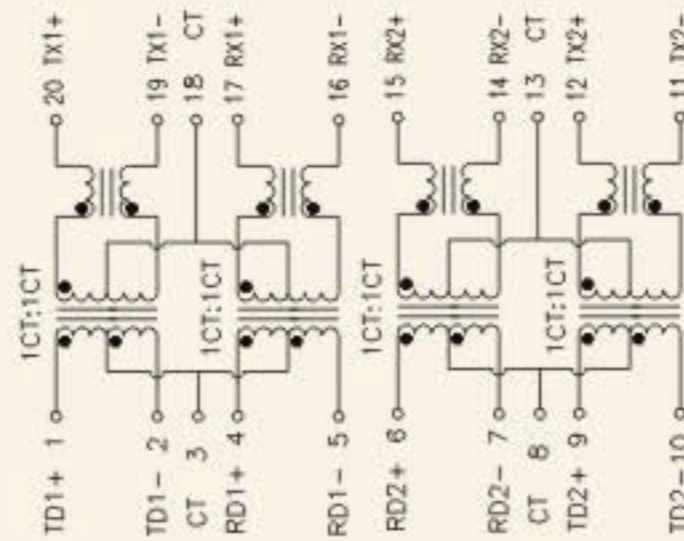 20 TX1+
19 TX1-
18 CT
17 RX1+
16 RX1-
15 RX2+
14 RX2-
13 CT
12 TX2+
11 TX2-
1CT:1CT
1CT:1CT
1CT:1CT
1CT:1CT
TD1+ 1
TD1- 2
CT 3
RD1+ 4
RD1- 5
RD2+ 6
RD2- 7
CT 8
TD2+ 9
TD2-10